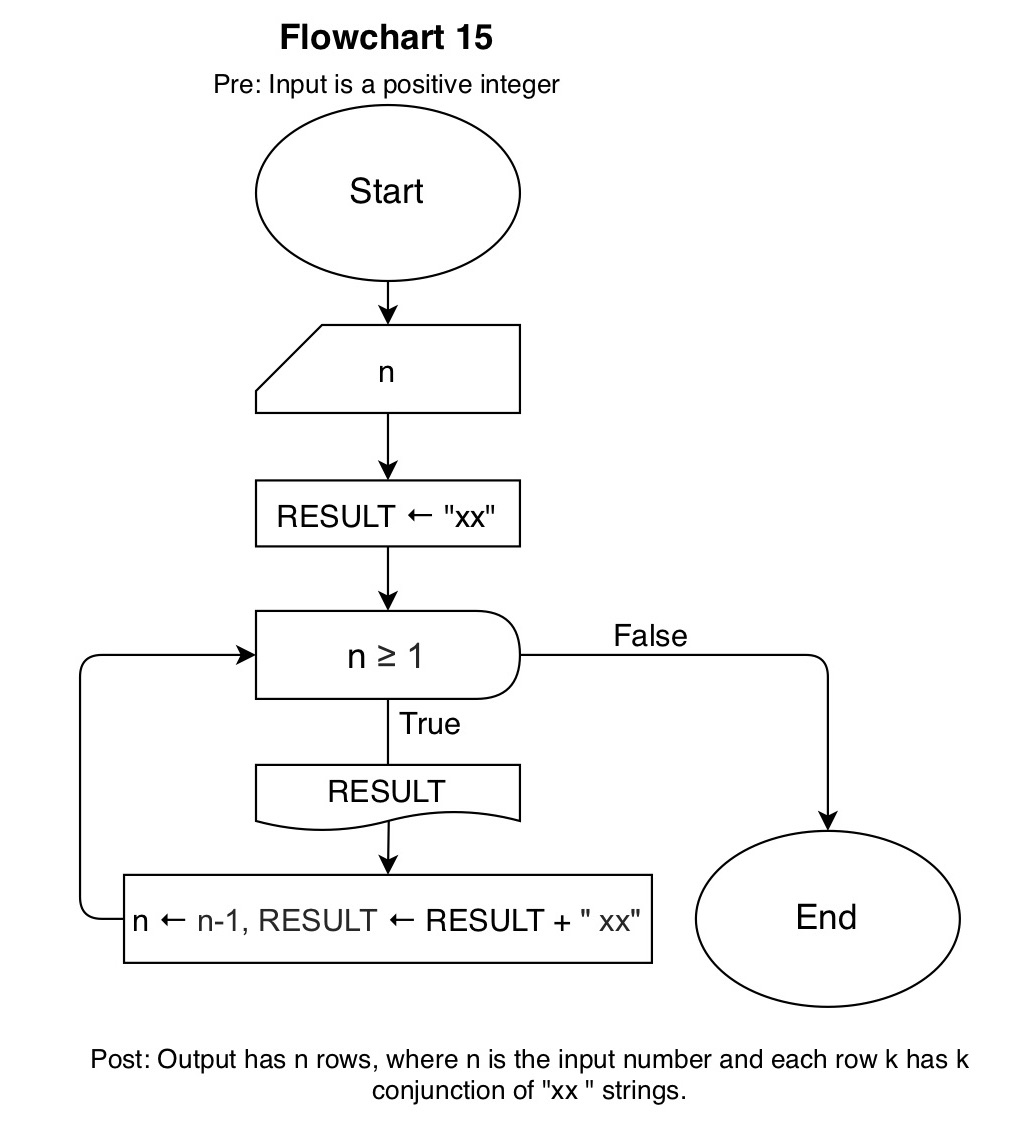 Flowchart 15
Pre: Input is a positive integer
Start
n
RESULT ← "xx"
n ≥ 1
False
True
RESULT
n ← n-1, RESULT ← RESULT + " xx"
End
Post: Output has n rows, where n is the input number and each row k has k
conjunction of "xx " strings.